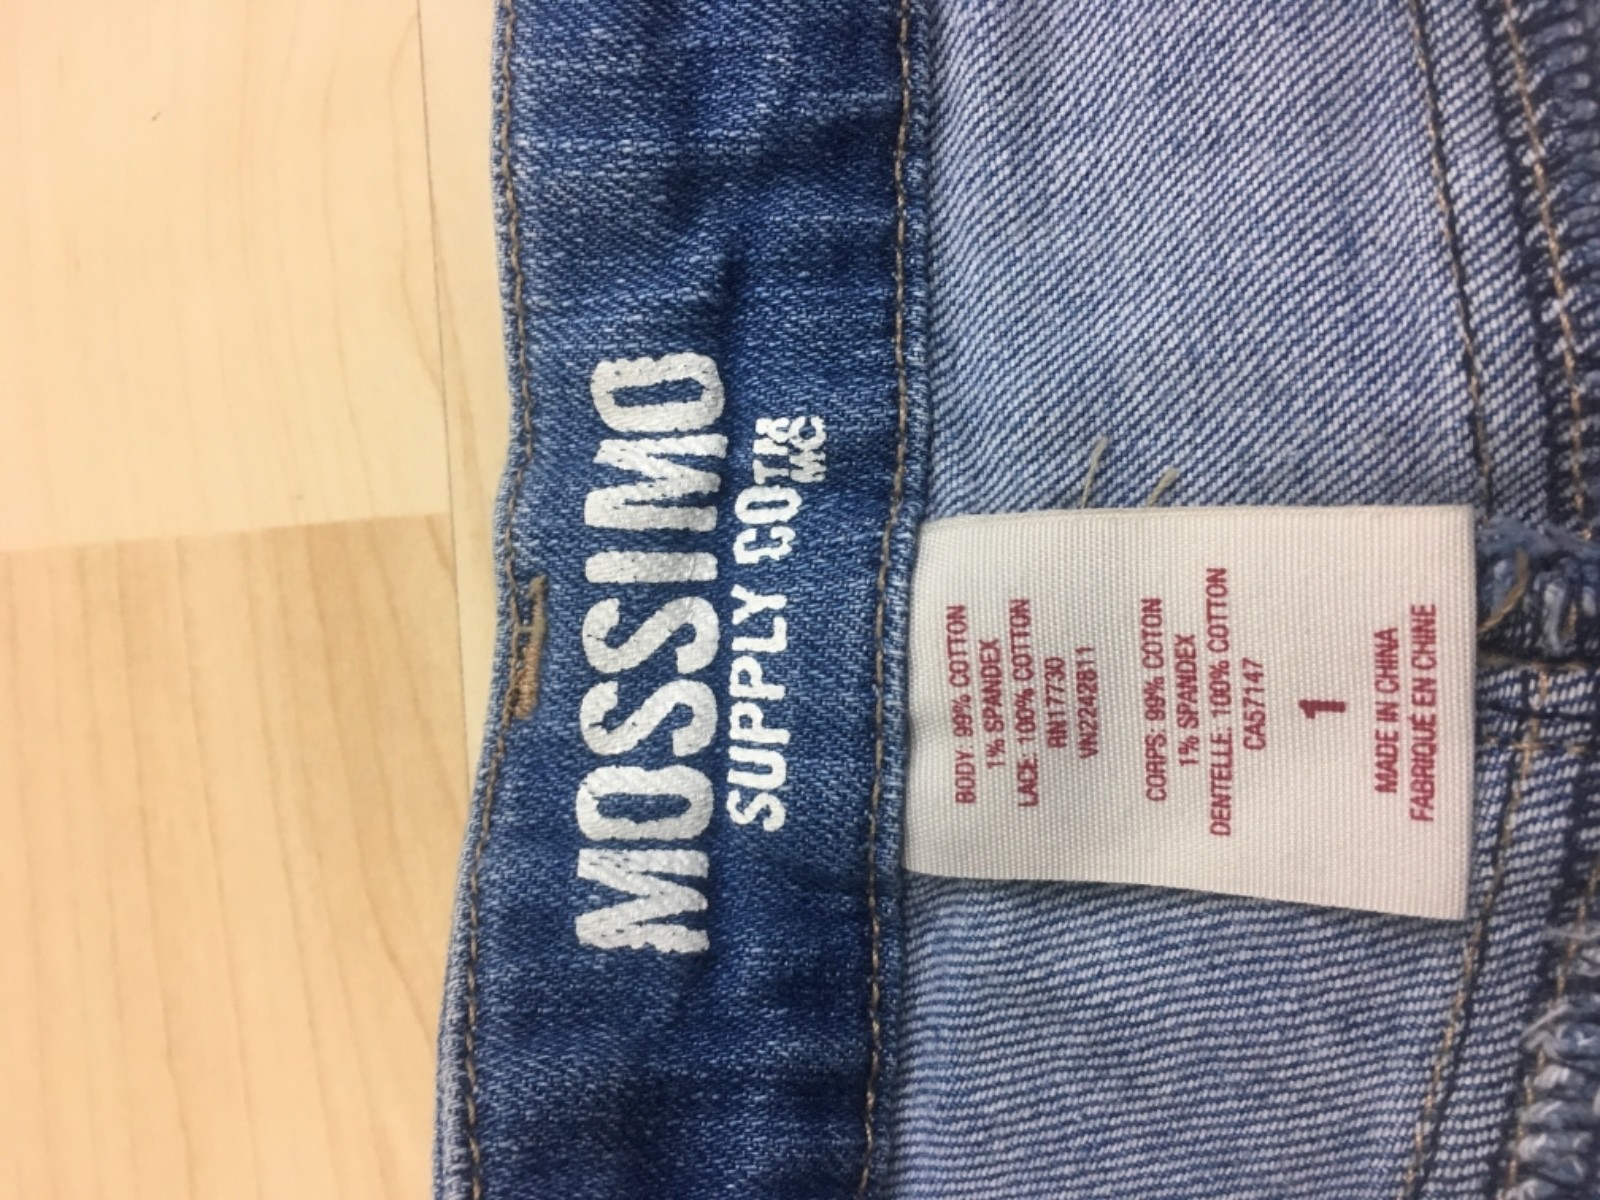 MOSSIMO
SUPPLY CO TM
MC
BODY: 99% COTTON
1% SPANDEX
LACE: 100% COTTON
RN17730
VN2242811
CORPS: 99% COTON
1% SPANDEX
DENTELLE: 100% COTTON
CA57147
1
MADE IN CHINA
FABRIQUÉ EN CHINE